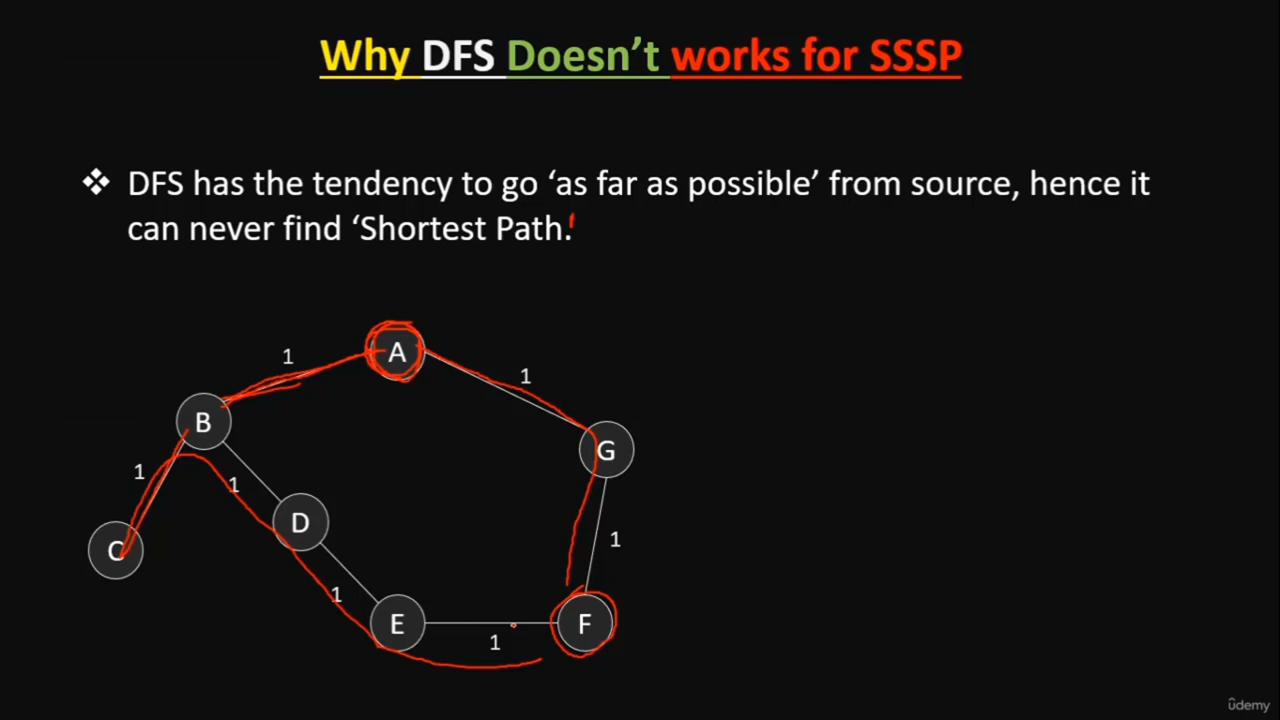 Why DFS Doesn't works for SSSP
❖ DFS has the tendency to go ‘as far as possible’ from source, hence it
can never find ‘Shortest Path.'
A
1
1
B
G
1
1
C
D
1
1
E
F
1
ûdemy